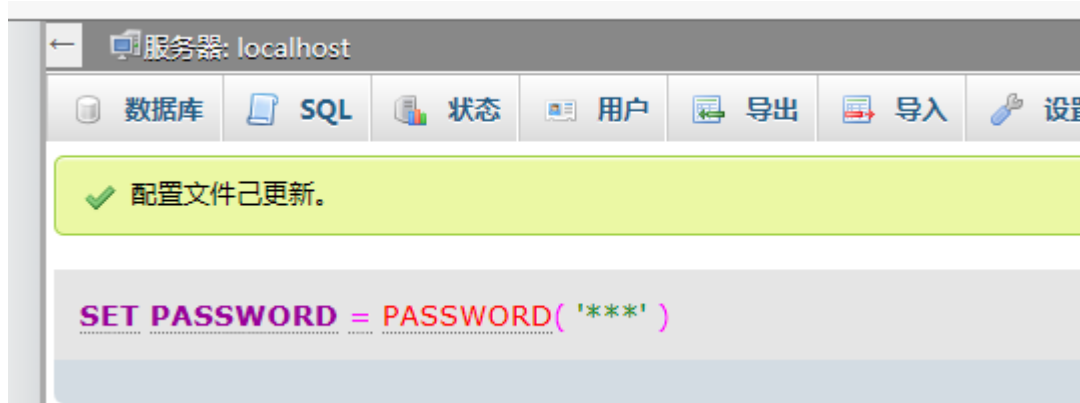 ← 服务器: localhost
数据库 SQL 状态 用户 导出 导入 设置
配置文件己更新。
SET PASSWORD = PASSWORD( '***' )